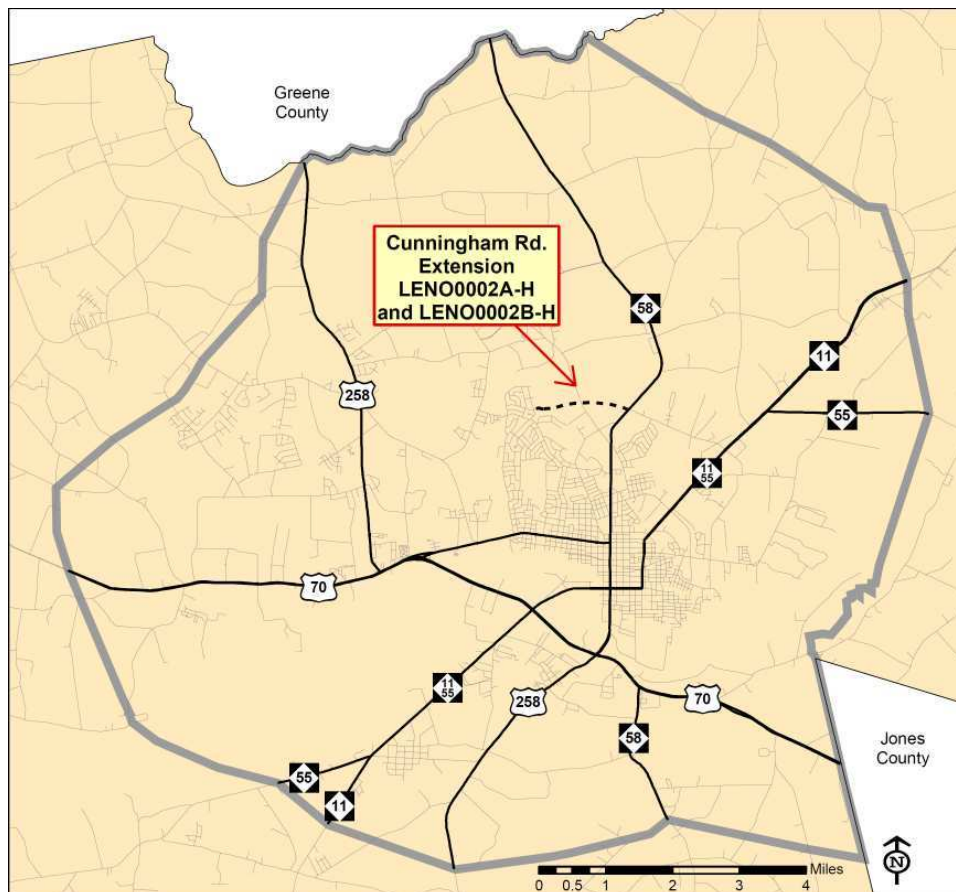 Greene
County
Cunningham Rd.
Extension
LENO0002A-H
and LENO0002B-H
58
11
258
55
11
55
70
11
55
258
70
58
Jones
County
55
11
N
Miles
0 0.5 1 2 3 4